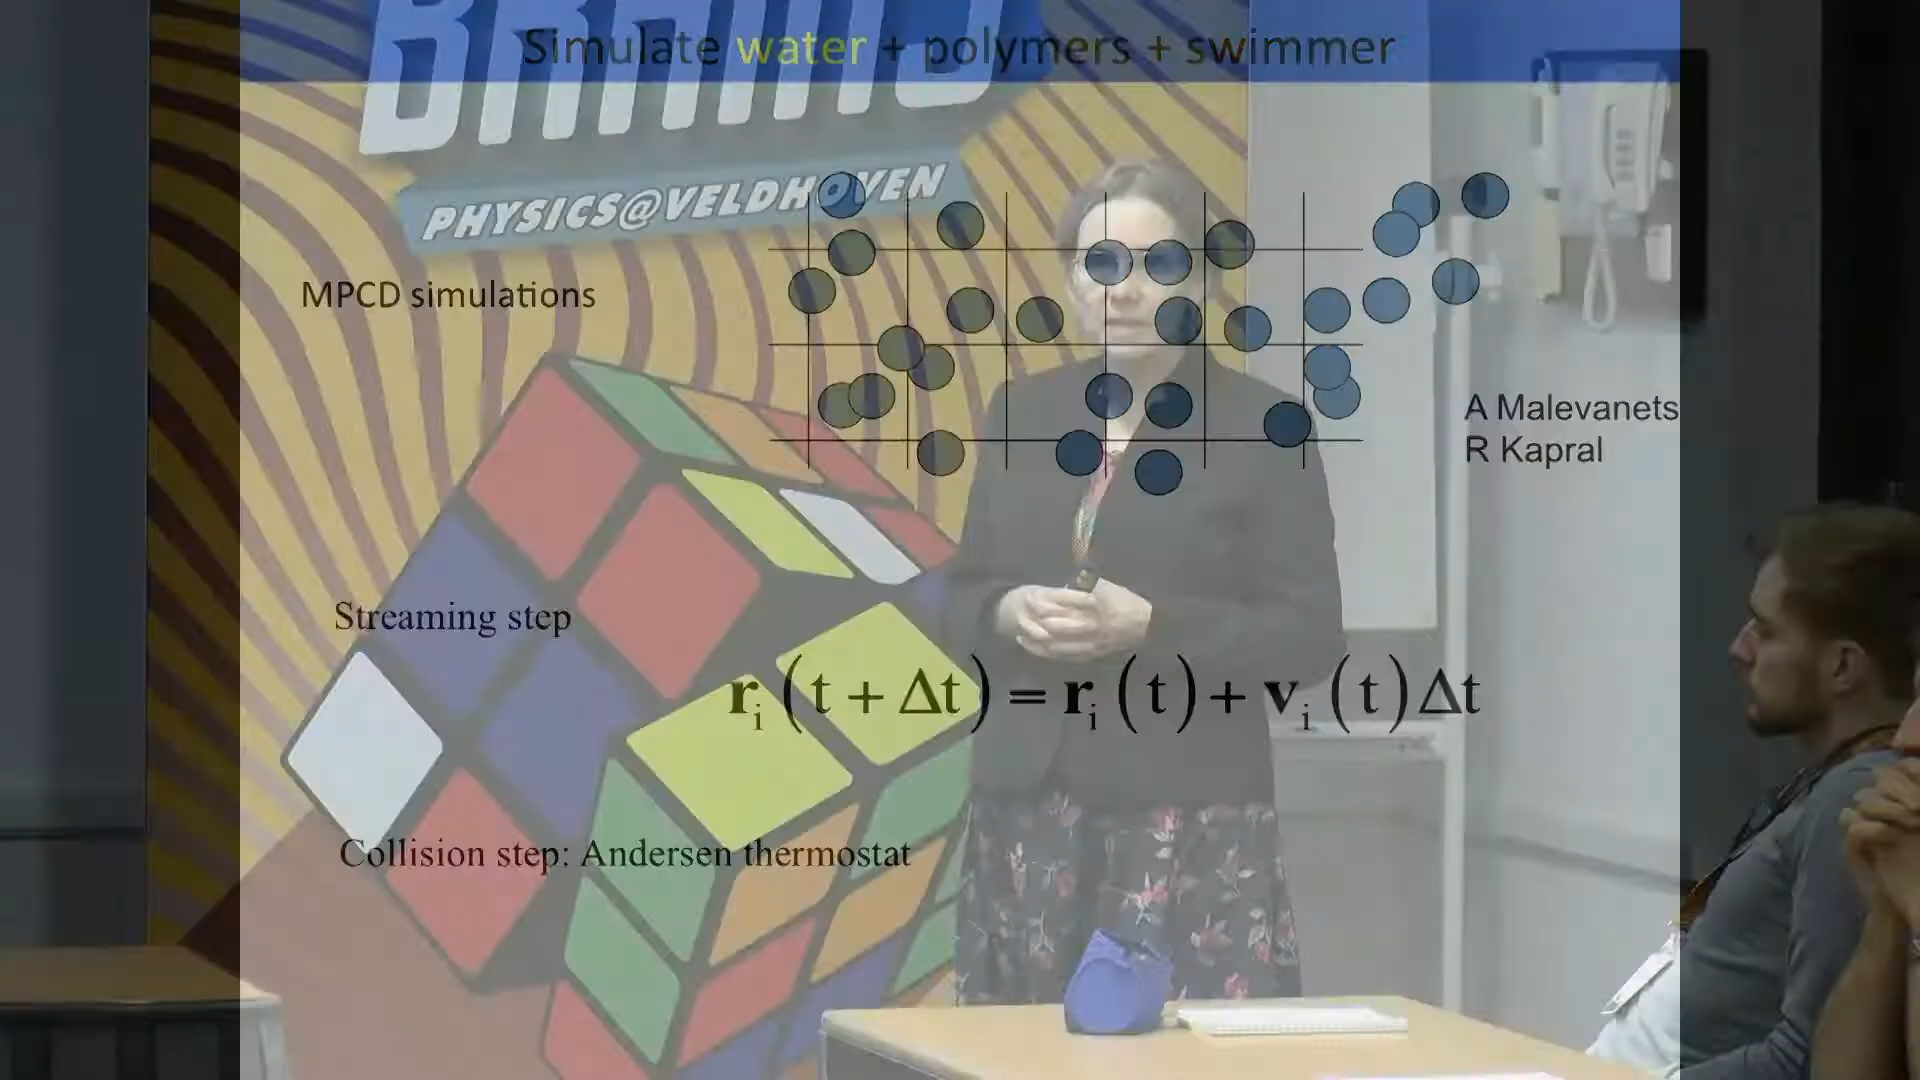 Simulate water + polymers + swimmer
BRAINS
PHYSICS@VELDHOVEN
MPCD simulations
A Malevanets
R Kapral
Streaming step
r_i (t + Δt) = r_i (t) + v_i (t) Δt
Collision step: Andersen thermostat